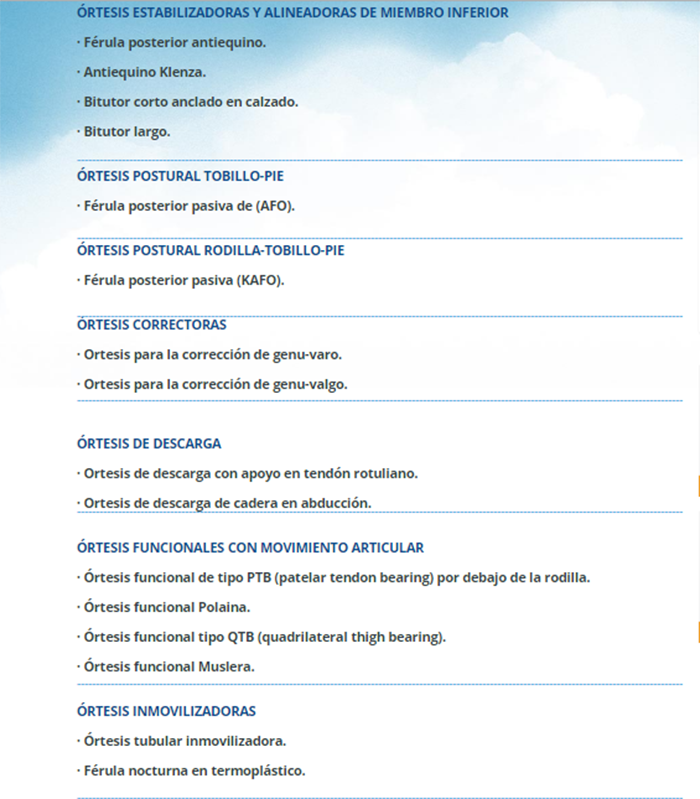 ÓRTESIS ESTABILIZADORAS Y ALINEADORAS DE MIEMBRO INFERIOR
· Férula posterior antiequino.
· Antiequino Klenza.
· Bitutor corto anclado en calzado.
· Bitutor largo.
ÓRTESIS POSTURAL TOBILLO-PIE
· Férula posterior pasiva de (AFO).
ÓRTESIS POSTURAL RODILLA-TOBILLO-PIE
· Férula posterior pasiva (KAFO).
ÓRTESIS CORRECTORAS
· Ortesis para la corrección de genu-varo.
· Ortesis para la corrección de genu-valgo.
ÓRTESIS DE DESCARGA
· Ortesis de descarga con apoyo en tendón rotuliano.
· Ortesis de descarga de cadera en abducción.
ÓRTESIS FUNCIONALES CON MOVIMIENTO ARTICULAR
· Órtesis funcional de tipo PTB (patelar tendon bearing) por debajo de la rodilla.
· Órtesis funcional Polaina.
· Órtesis funcional tipo QTB (quadrilateral thigh bearing).
· Órtesis funcional Muslera.
ÓRTESIS INMOVILIZADORAS
· Órtesis tubular inmovilizadora.
· Férula nocturna en termoplástico.